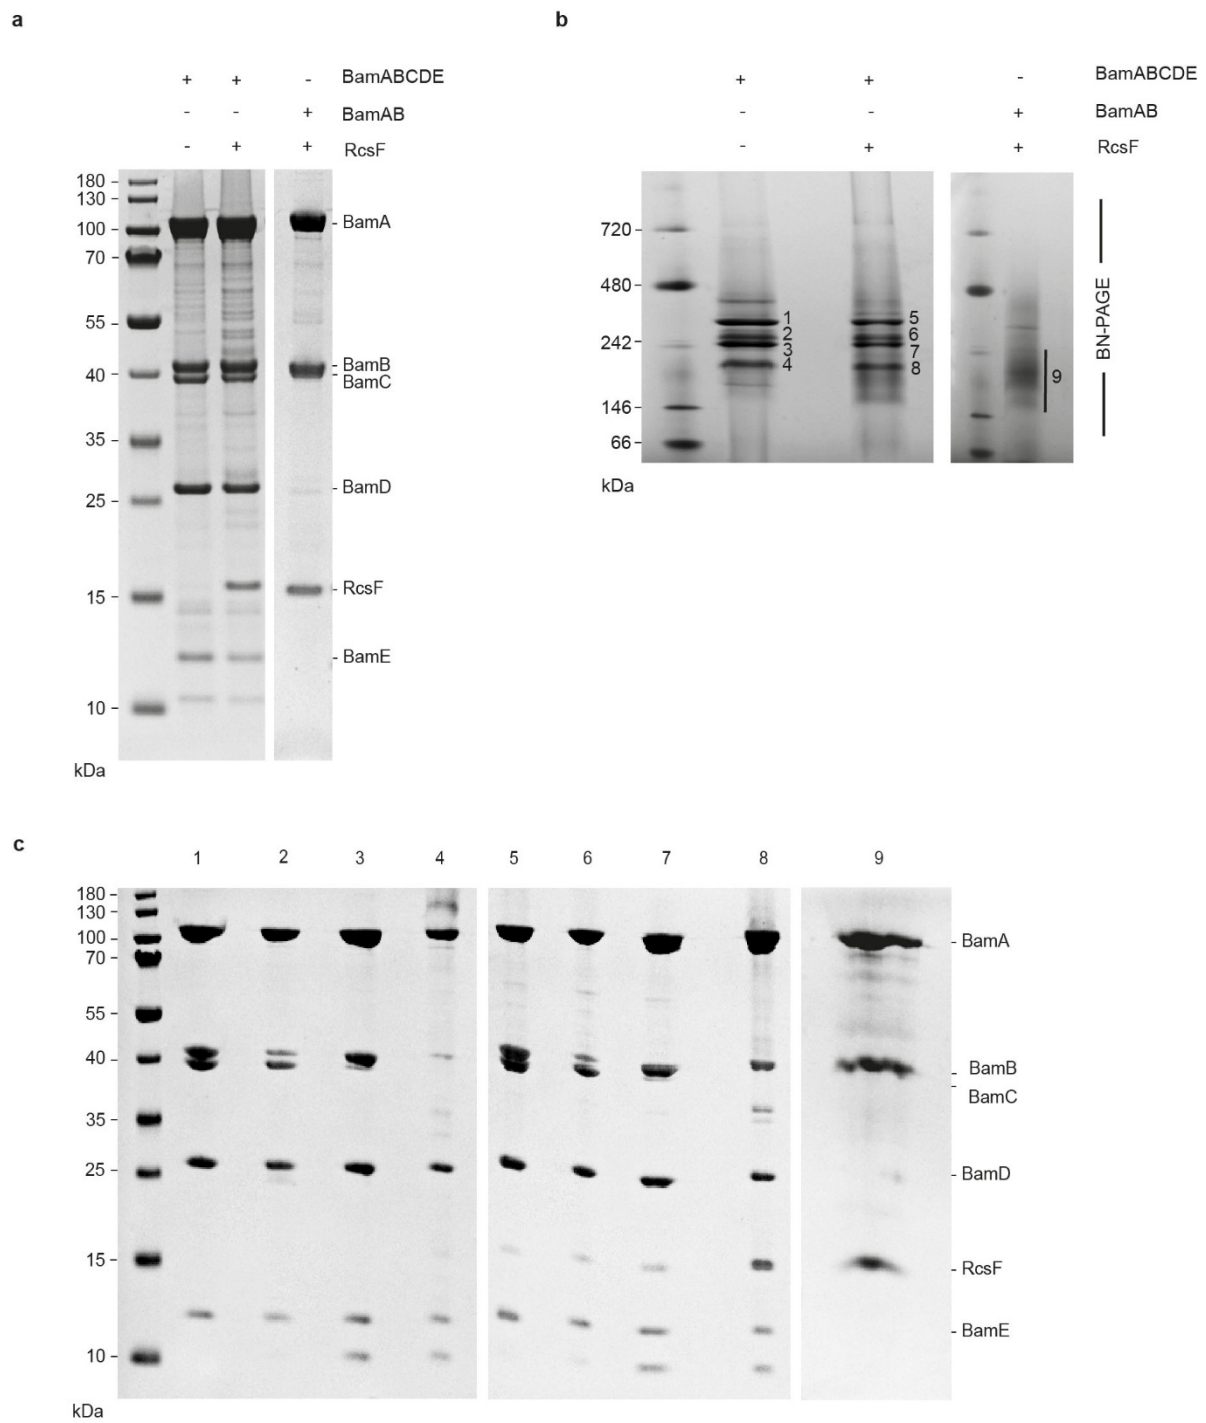 a
+ + - BamABCDE
- - + BamAB
- + + RcsF
180
130
100
70
55
40
35
25
15
10
kDa
BamA
BamB
BamC
BamD
RcsF
BamE
b
+ + - BamABCDE
- - + BamAB
- + + RcsF
720
480
242
146
66
kDa
1
2
3
4
5
6
7
8
9
BN-PAGE
c
1 2 3 4 5 6 7 8 9
180
130
100
70
55
40
35
25
15
10
kDa
BamA
BamB
BamC
BamD
RcsF
BamE